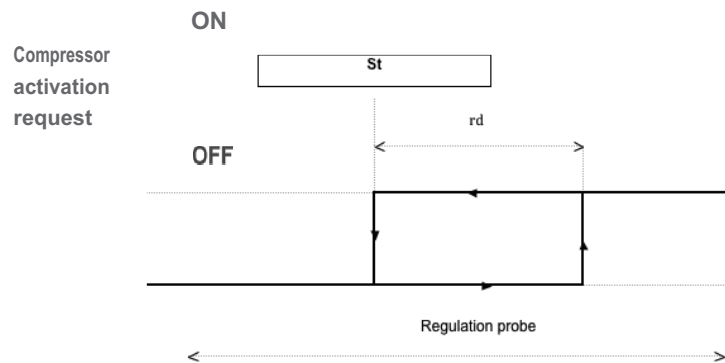 ON
Compressor
activation
request
St
rd
OFF
Regulation probe